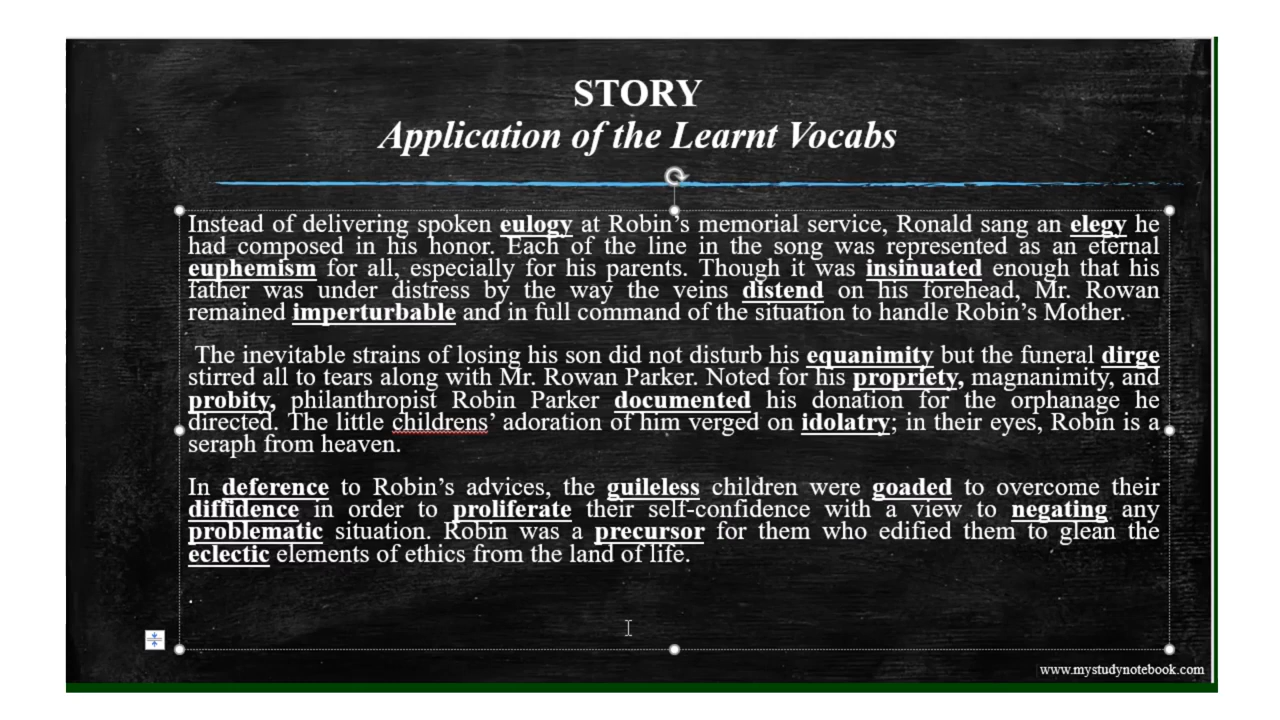 STORY
Application of the Learnt Vocabs
Instead of delivering spoken eulogy at Robin’s memorial service, Ronald sang an elegy he
had composed in his honor. Each of the line in the song was represented as an eternal
euphemism for all, especially for his parents. Though it was insinuated enough that his
father was under distress by the way the veins distend on his forehead, Mr. Rowan
remained imperturbable and in full command of the situation to handle Robin’s Mother.
The inevitable strains of losing his son did not disturb his equanimity but the funeral dirge
stirred all to tears along with Mr. Rowan Parker. Noted for his propriety, magnanimity, and
probity, philanthropist Robin Parker documented his donation for the orphanage he
directed. The little childrens’ adoration of him verged on idolatry; in their eyes, Robin is a
seraph from heaven.
In deference to Robin’s advices, the guileless children were goaded to overcome their
diffidence in order to proliferate their self-confidence with a view to negating any
problematic situation. Robin was a precursor for them who edified them to glean the
eclectic elements of ethics from the land of life.
.
www.mystudynotebook.com